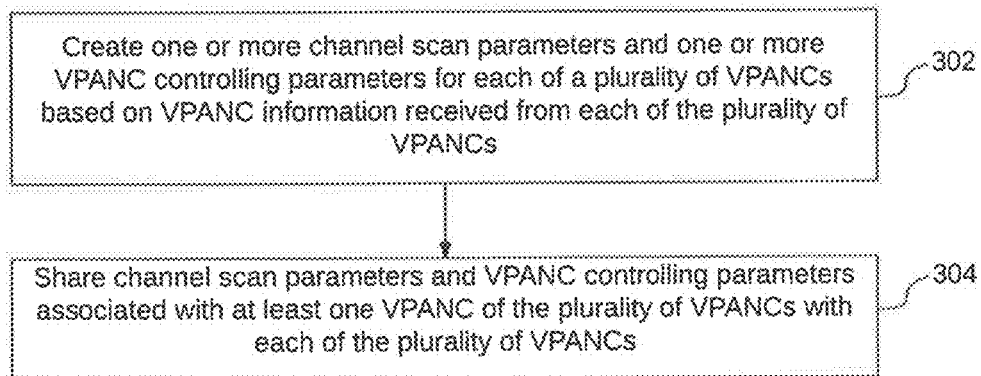 Create one or more channel scan parameters and one or more
VPANC controlling parameters for each of a plurality of VPANCs
based on VPANC information received from each of the plurality of
VPANCs
302
Share channel scan parameters and VPANC controlling parameters
associated with at least one VPANC of the plurality of VPANCs with
each of the plurality of VPANCs
304